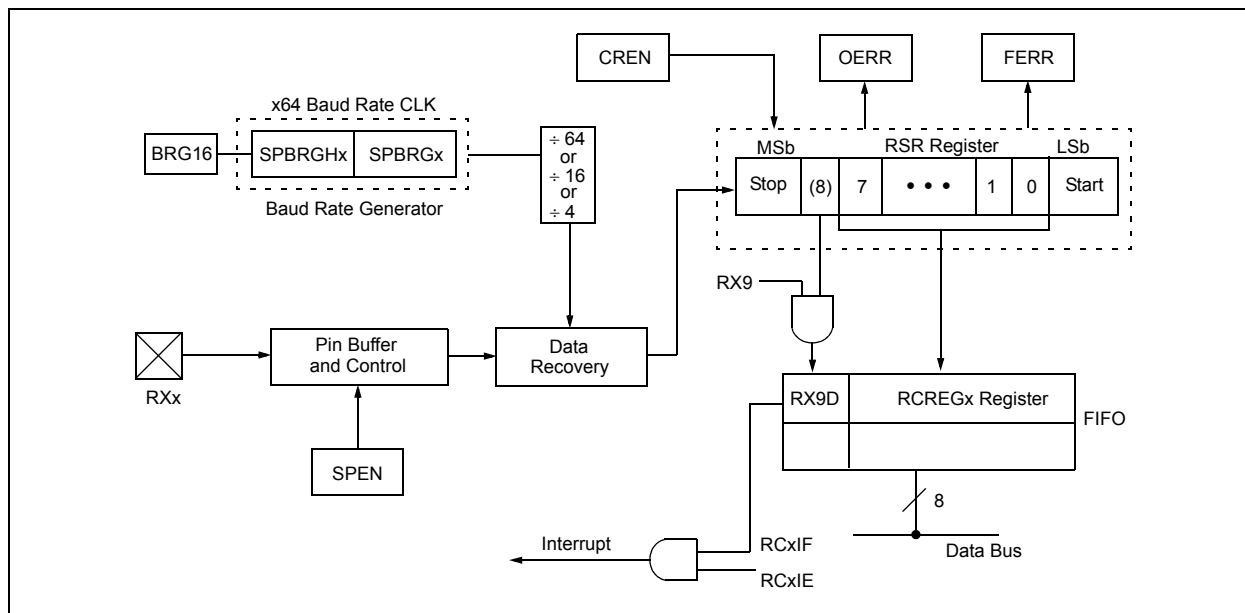 CREN
OERR
FERR
x64 Baud Rate CLK
BRG16
SPBRGHx
SPBRGx
Baud Rate Generator
÷ 64
or
÷ 16
or
÷ 4
MSb
RSR Register
LSb
Stop
(8)
7
• • •
1
0
Start
RX9
RXx
Pin Buffer
and Control
Data
Recovery
SPEN
RX9D
RCREGx Register
FIFO
8
Data Bus
Interrupt
RCxIF
RCxIE